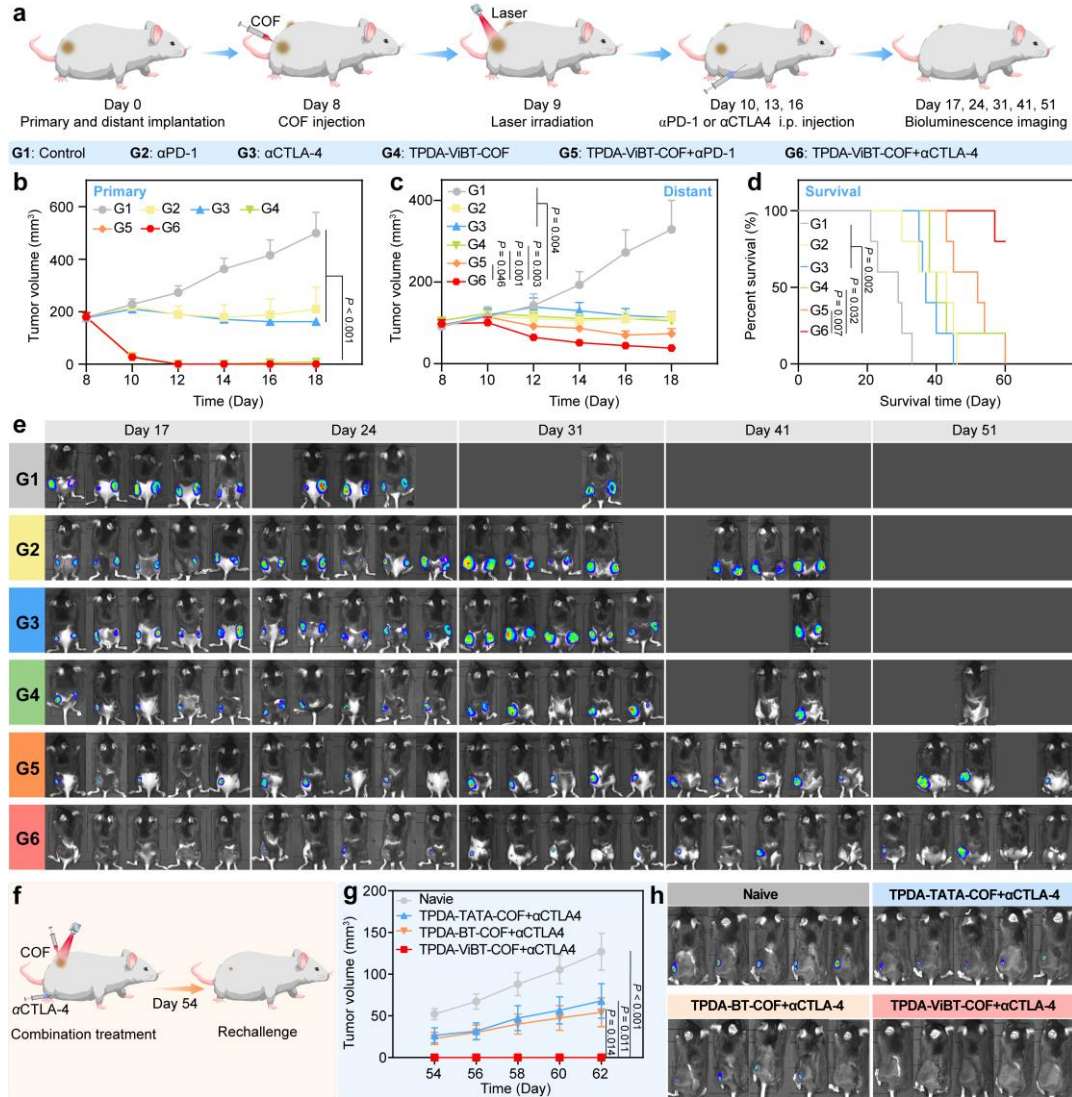 a
COF
Laser
Day 0
Primary and distant implantation
Day 8
COF injection
Day 9
Laser irradiation
Day 10, 13, 16
αPD-1 or αCTLA4 i.p. injection
Day 17, 24, 31, 41, 51
Bioluminescence imaging
G1: Control G2: αPD-1 G3: αCTLA-4 G4: TPDA-ViBT-COF G5: TPDA-ViBT-COF+αPD-1 G6: TPDA-ViBT-COF+αCTLA-4
b
Primary
G1 G2 G3 G4
G5 G6
Tumor volume (mm³)
600
400
200
0
8 10 12 14 16 18
Time (Day)
P < 0.001
c
Distant
G1
G2
G3
G4
G5
G6
Tumor volume (mm³)
400
200
0
8 10 12 14 16 18
Time (Day)
P = 0.046
P = 0.001
P = 0.003
P = 0.004
d
Survival
G1
G2
G3
G4
G5
G6
Percent survival (%)
100
50
0
0 20 40 60
Survival time (Day)
P = 0.007
P = 0.032
P = 0.002
e
Day 17 Day 24 Day 31 Day 41 Day 51
G1
G2
G3
G4
G5
G6
f
COF
αCTLA-4
Combination treatment
Day 54
Rechallenge
g
Navie
TPDA-TATA-COF+αCTLA4
TPDA-BT-COF+αCTLA4
TPDA-ViBT-COF+αCTLA4
Tumor volume (mm³)
200
150
100
50
0
54 56 58 60 62
Time (Day)
P = 0.014
P = 0.011
P < 0.001
h
Naive
TPDA-TATA-COF+αCTLA-4
TPDA-BT-COF+αCTLA-4
TPDA-ViBT-COF+αCTLA-4